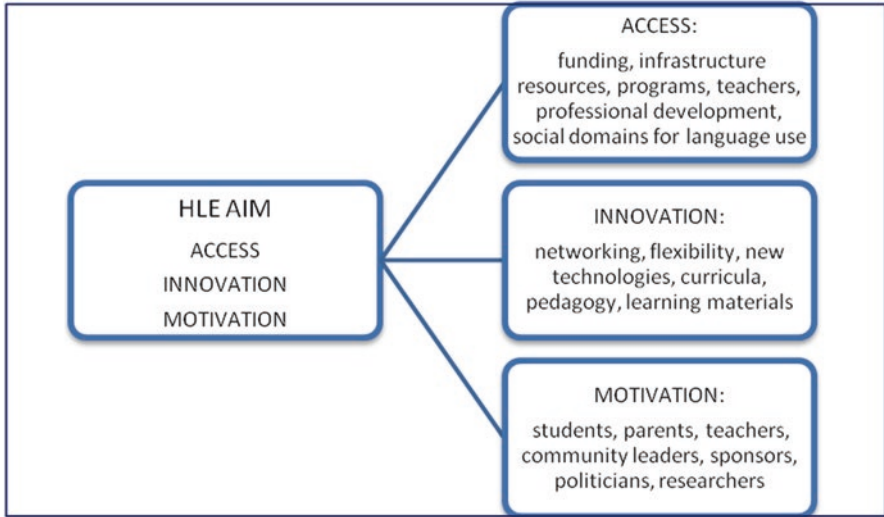 HLE AIM
ACCESS
INNOVATION
MOTIVATION
ACCESS:
funding, infrastructure
resources, programs, teachers,
professional development,
social domains for language use
INNOVATION:
networking, flexibility, new
technologies, curricula,
pedagogy, learning materials
MOTIVATION:
students, parents, teachers,
community leaders, sponsors,
politicians, researchers